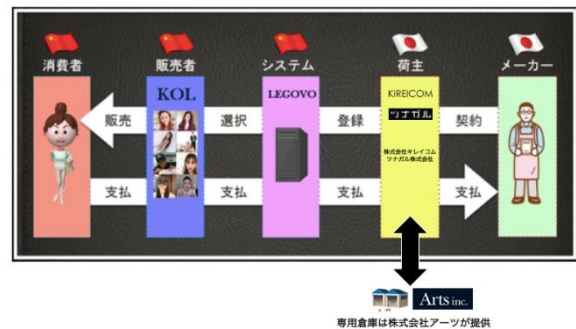 消費者
販売者
システム
荷主
メーカー
KOL
LEGOVO
KIREICOM
ツナガル
販売
選択
登録
契約
株式会社キレイコム
ツナガル株式会社
支払
支払
支払
支払
Arts inc.
専用倉庫は株式会社アーツが提供